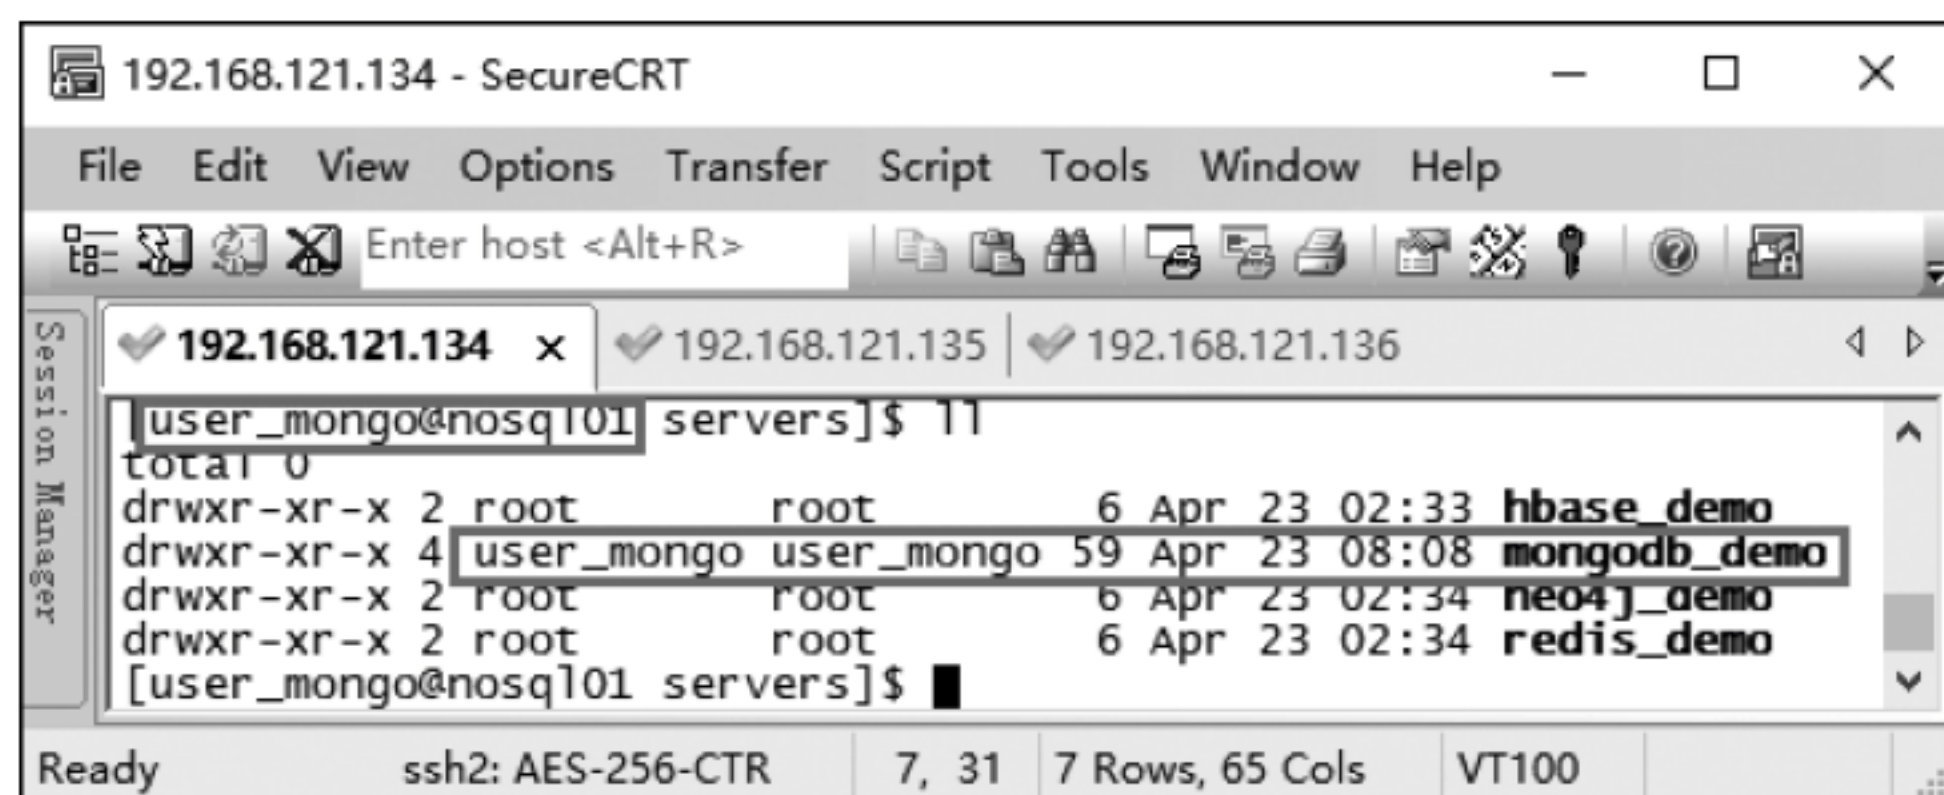 192.168.121.134 - SecureCRT
File Edit View Options Transfer Script Tools Window Help
Enter host <Alt+R>
Session Manager
192.168.121.134 x 192.168.121.135 192.168.121.136
[user_mongo@nosql01 servers]$ ll
total 0
drwxr-xr-x 2 root root 6 Apr 23 02:33 hbase_demo
drwxr-xr-x 4 user_mongo user_mongo 59 Apr 23 08:08 mongodb_demo
drwxr-xr-x 2 root root 6 Apr 23 02:34 neo4j_demo
drwxr-xr-x 2 root root 6 Apr 23 02:34 redis_demo
[user_mongo@nosql01 servers]$
Ready ssh2: AES-256-CTR 7, 31 7 Rows, 65 Cols VT100